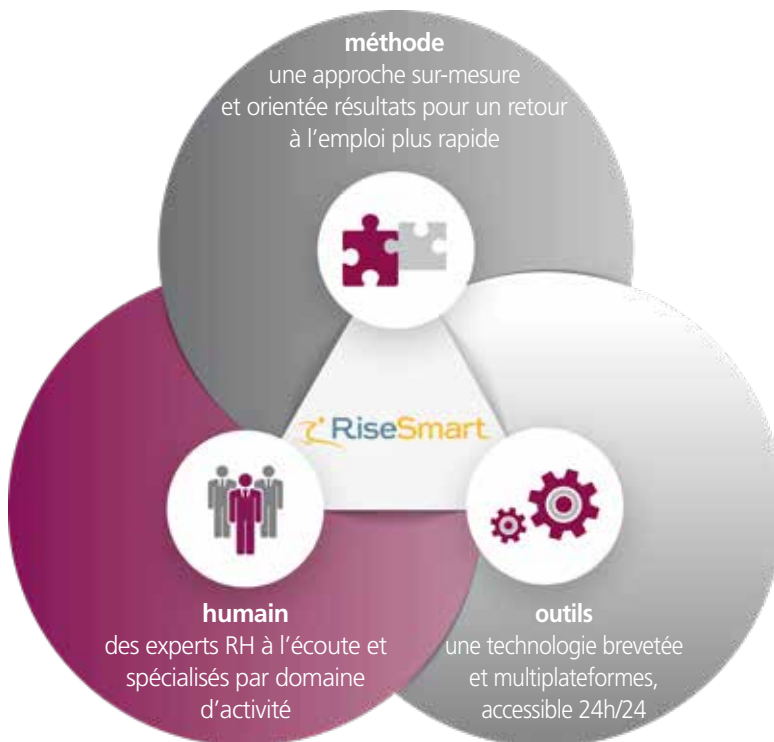 méthode
une approche sur-mesure
et orientée résultats pour un retour
à l’emploi plus rapide
RiseSmart
humain
des experts RH à l’écoute et
spécialisés par domaine
d’activité
outils
une technologie brevetée
et multiplateformes,
accessible 24h/24